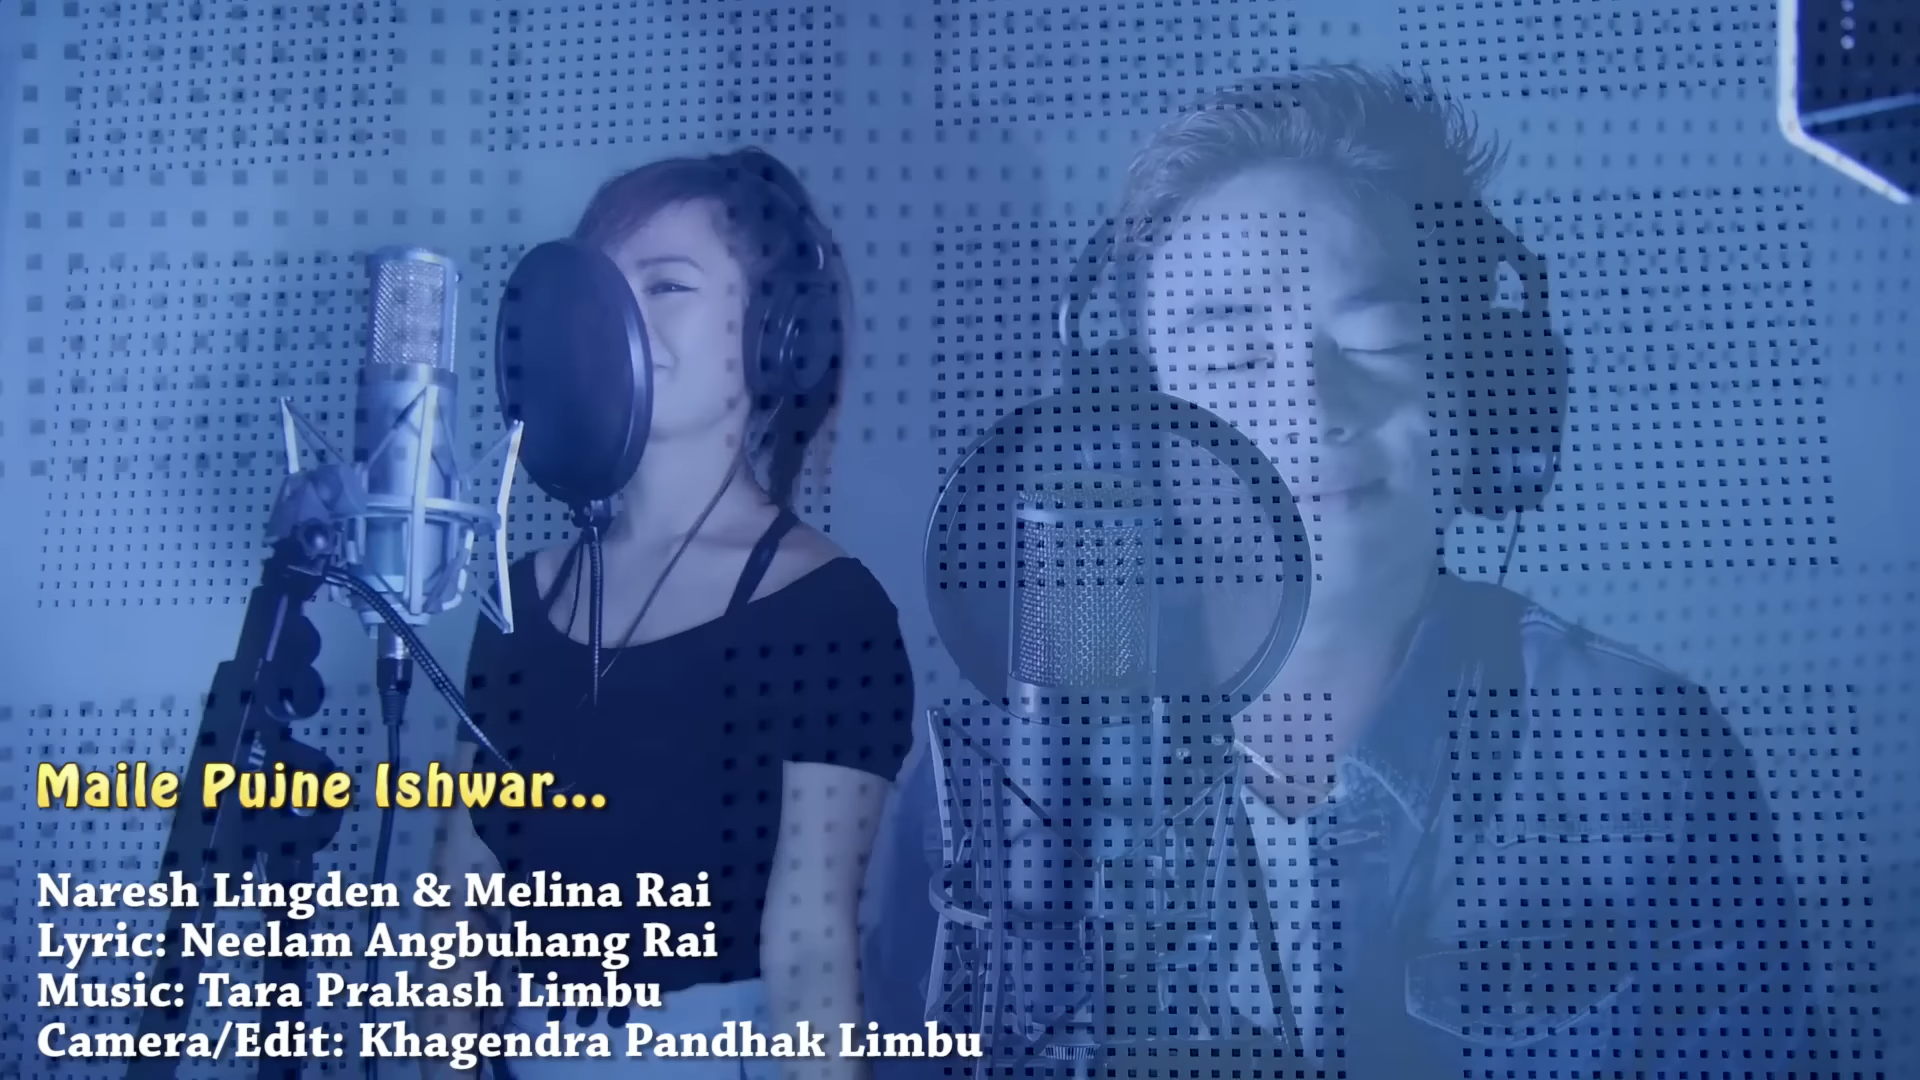 Maile Pujne Ishwar...
Naresh Lingden & Melina Rai
Lyric: Neelam Angbuhang Rai
Music: Tara Prakash Limbu
Camera/Edit: Khagendra Pandhak Limbu